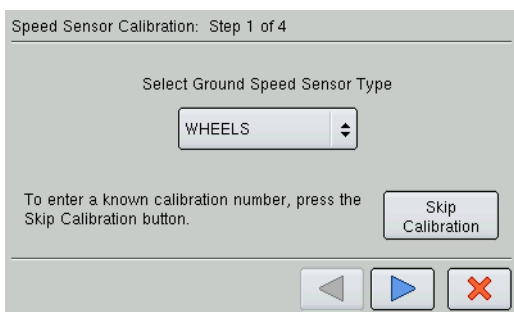 Speed Sensor Calibration: Step 1 of 4
Select Ground Speed Sensor Type
WHEELS
To enter a known calibration number, press the
Skip Calibration button.
Skip
Calibration